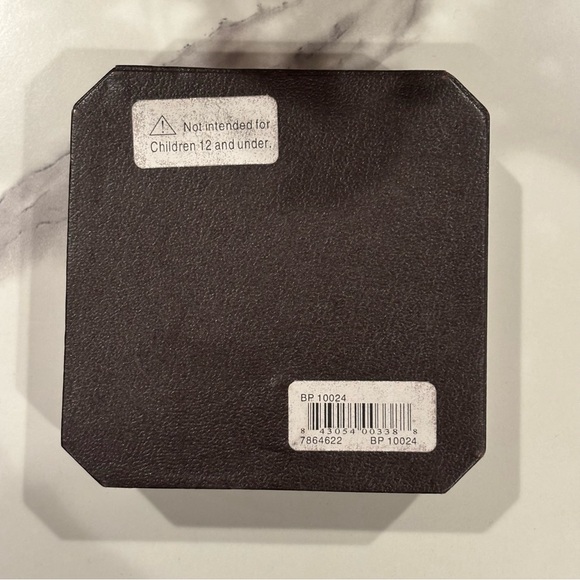 Not intended for
Children 12 and under.
BP 10024
8 43054 00338 8
7864622 BP 10024